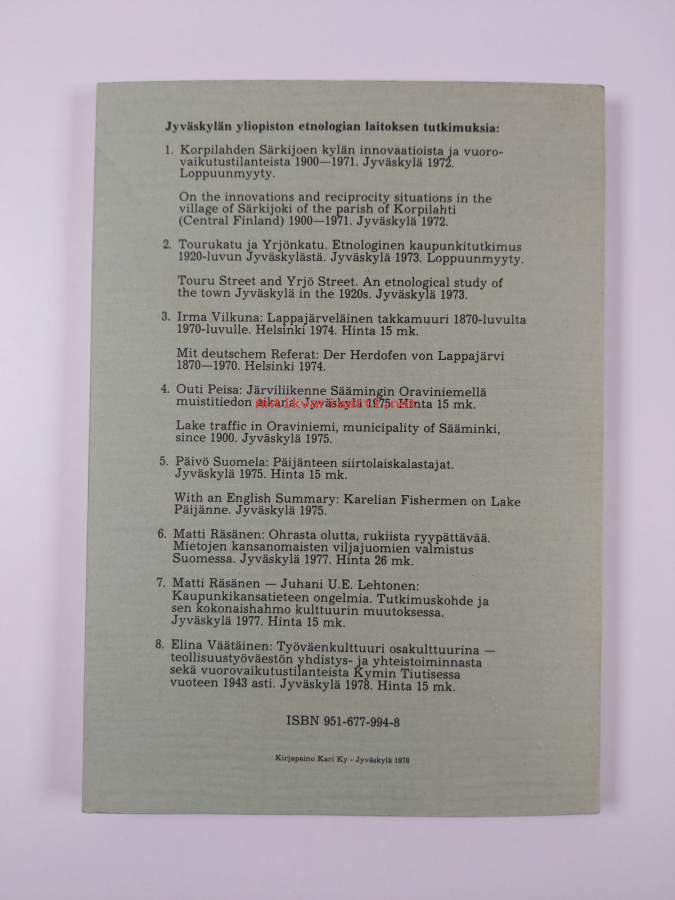 Jyväskylän yliopiston etnologian laitoksen tutkimuksia:
1. Korpilahden Särkijoen kylän innovaatioista ja vuoro-
vaikutustilanteista 1900—1971. Jyväskylä 1972.
Loppuunmyyty.
On the innovations and reciprocity situations in the
village of Särkijoki of the parish of Korpilahti
(Central Finland) 1900—1971. Jyväskylä 1972.
2. Tourukatu ja Yrjönkatu. Etnologinen kaupunkitutkimus
1920-luvun Jyväskylästä. Jyväskylä 1973. Loppuunmyyty.
Touru Street and Yrjö Street. An etnological study of
the town Jyväskylä in the 1920s. Jyväskylä 1973.
3. Irma Vilkuna: Lappajärveläinen takkamuuri 1870-luvulta
1970-luvulle. Helsinki 1974. Hinta 15 mk.
Mit deutschem Referat: Der Herdofen von Lappajärvi
1870—1970. Helsinki 1974.
4. Outi Peisa: Järviliikenne Säämingin Oraviniemellä
muistitiedon aikana. Jyväskylä 1975. Hinta 15 mk.
Lake traffic in Oraviniemi, municipality of Sääminki,
since 1900. Jyväskylä 1975.
5. Päivö Suomela: Päijänteen siirtolaiskalastajat.
Jyväskylä 1975. Hinta 15 mk.
With an English Summary: Karelian Fishermen on Lake
Päijänne. Jyväskylä 1975.
6. Matti Räsänen: Ohrasta olutta, rukiista ryypättävää.
Mietojen kansanomaisten viljajuomien valmistus
Suomessa. Jyväskylä 1977. Hinta 26 mk.
7. Matti Räsänen — Juhani U.E. Lehtonen:
Kaupunkikansatieteen ongelmia. Tutkimuskohde ja
sen kokonaishahmo kulttuurin muutoksessa.
Jyväskylä 1977. Hinta 15 mk.
8. Elina Väätäinen: Työväenkulttuuri osakulttuurina —
teollisuustyöväestön yhdistys- ja yhteistoiminnasta
sekä vuorovaikutustilanteista Kymin Tiutisessa
vuoteen 1943 asti. Jyväskylä 1978. Hinta 15 mk.
ISBN 951-677-994-8
Kirjapaino Kari Ky - Jyväskylä 1978